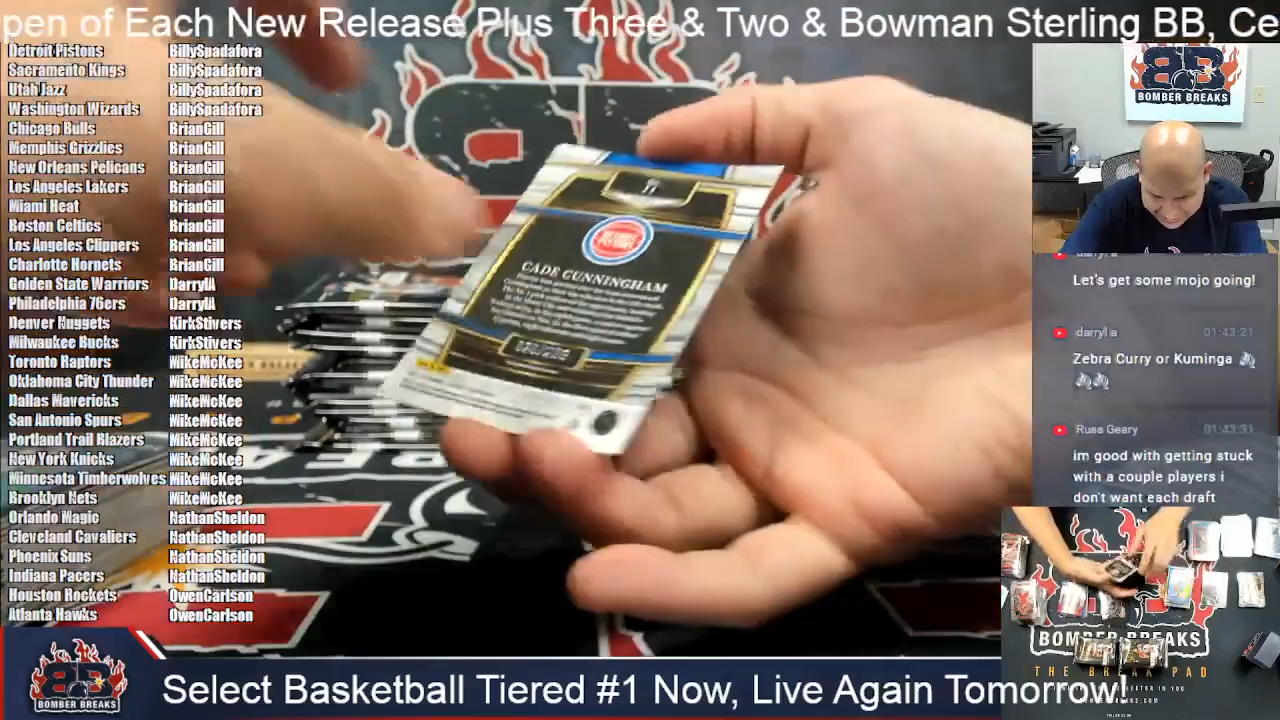 pen of Each New Release Plus Three & Two & Bowman Sterling BB, Ce
Detroit Pistons BillySpadafora
Sacramento Kings BillySpadafora
Utah Jazz BillySpadafora
Washington Wizards BillySpadafora
Chicago Bulls BrianGill
Memphis Grizzlies BrianGill
New Orleans Pelicans BrianGill
Los Angeles Lakers BrianGill
Miami Heat BrianGill
Boston Celtics BrianGill
Los Angeles Clippers BrianGill
Charlotte Hornets BrianGill
Golden State Warriors DarrylA
Philadelphia 76ers DarrylA
Denver Nuggets KirkStivers
Milwaukee Bucks KirkStivers
Toronto Raptors MikeMcKee
Oklahoma City Thunder MikeMcKee
Dallas Mavericks MikeMcKee
San Antonio Spurs MikeMcKee
Portland Trail Blazers MikeMcKee
New York Knicks MikeMcKee
Minnesota Timberwolves MikeMcKee
Brooklyn Nets MikeMcKee
Orlando Magic NathanSheldon
Cleveland Cavaliers NathanSheldon
Phoenix Suns NathanSheldon
Indiana Pacers NathanSheldon
Houston Rockets OwenCarlson
Atlanta Hawks OwenCarlson
DETROIT
PISTONS
CADE CUNNINGHAM
BOMBER BREAKS
Let's get some mojo going!
darryl a 01:43:21
Zebra Curry or Kuminga
Russ Geary 01:43:31
im good with getting stuck
with a couple players i
don't want each draft
BOMBER BREAKS
THE BREAK PAD
BOMBER BREAKS
Select Basketball Tiered #1 Now, Live Again Tomorrow!